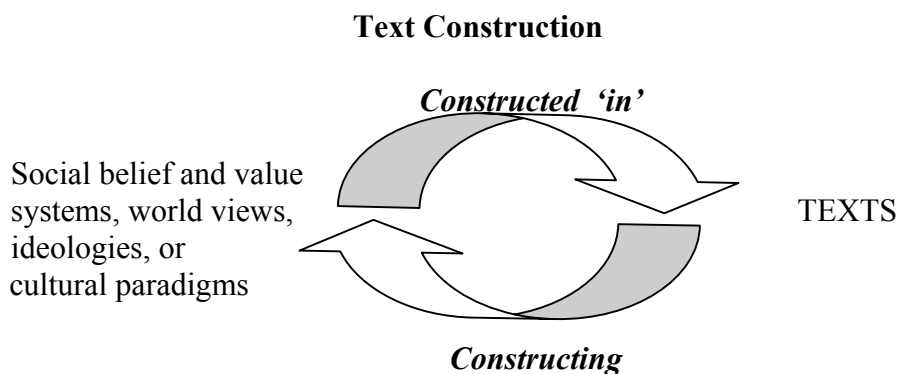 Text Construction
Constructed ‘in’
Social belief and value
systems, world views,
ideologies, or
cultural paradigms
TEXTS
Constructing